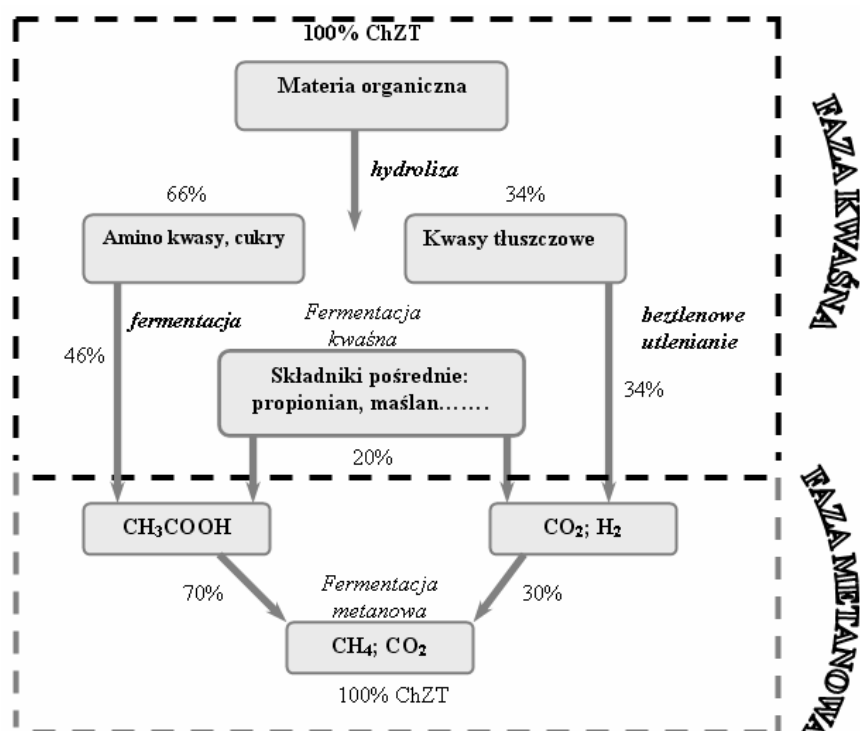 100% ChZT
Materia organiczna
hydroliza
66%
34%
Amino kwasy, cukry
Kwasy tłuszczowe
fermentacja
Fermentacja
kwaśna
beztlenowe
utlenianie
46%
Składniki pośrednie:
propionian, maślan…….
34%
20%
CH₃COOH
CO₂; H₂
70%
Fermentacja
metanowa
30%
CH₄; CO₂
100% ChZT
FAZA KWAŚNA
FAZA METANOWA